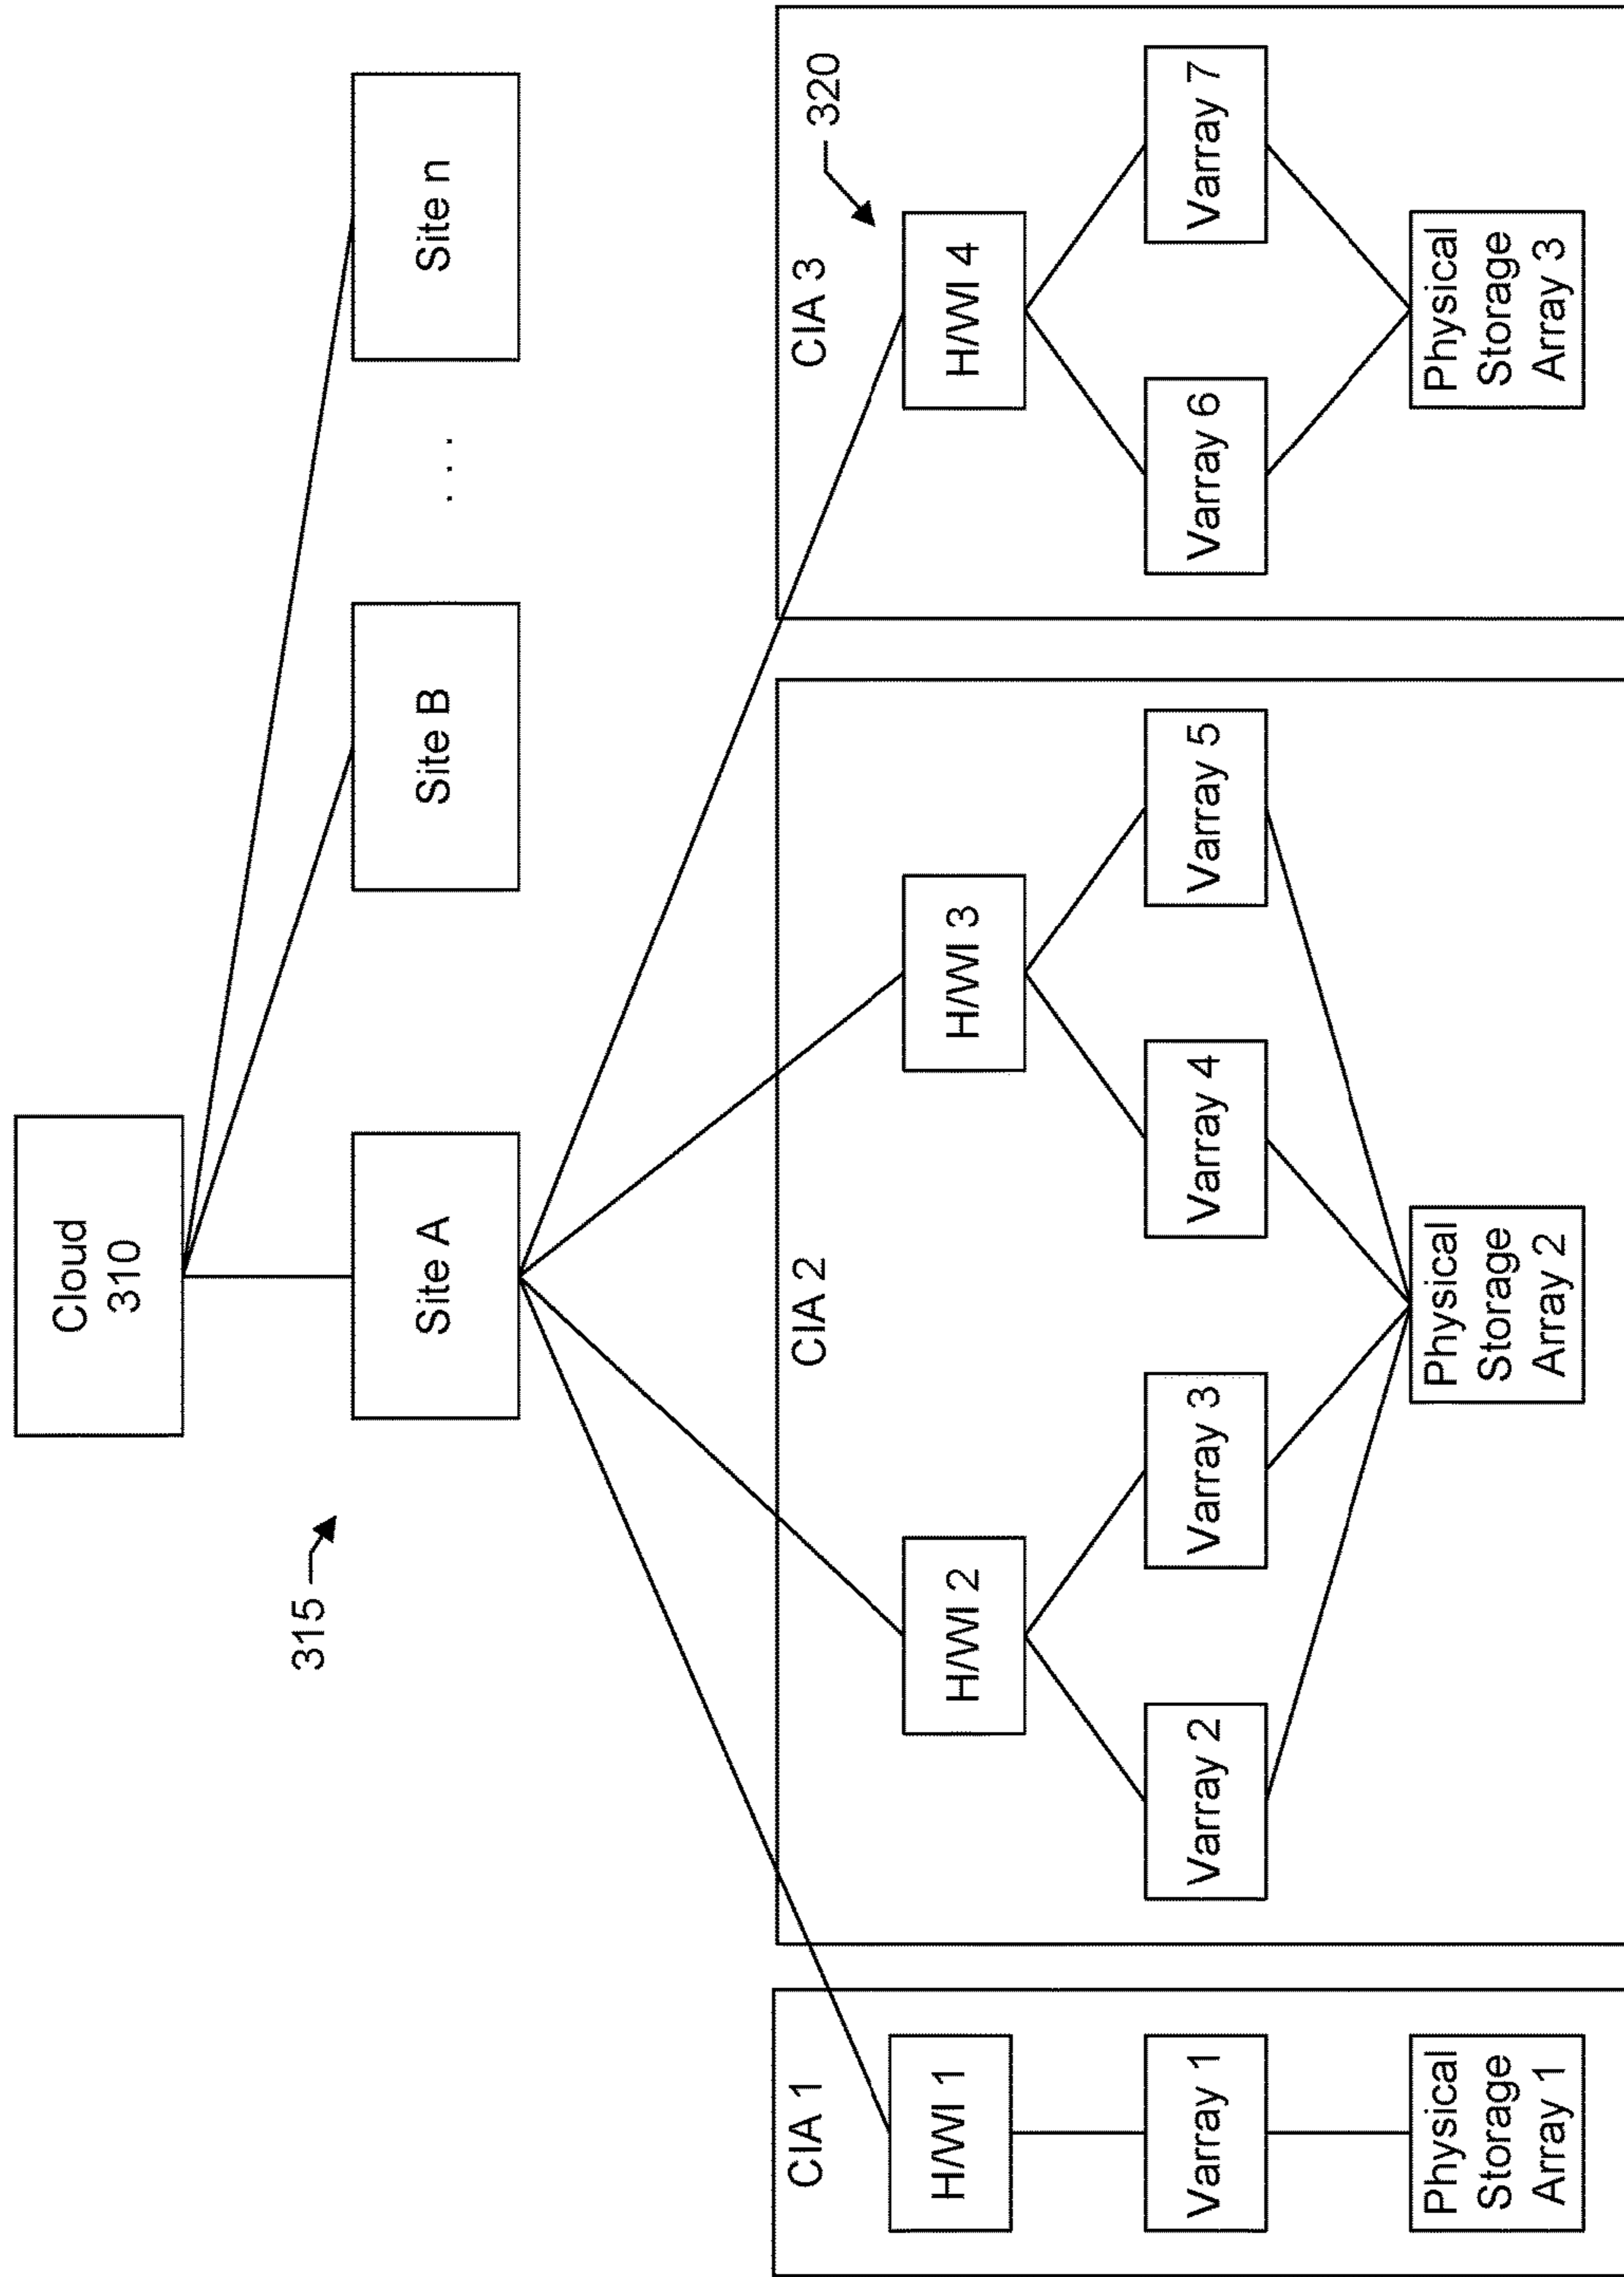 Cloud
310
315
Site A
Site B
. . .
Site n
CIA 1
H/WI 1
Varray 1
Physical
Storage
Array 1
CIA 2
H/WI 2
H/WI 3
Varray 2
Varray 3
Varray 4
Varray 5
Physical
Storage
Array 2
CIA 3
320
H/WI 4
Varray 6
Varray 7
Physical
Storage
Array 3